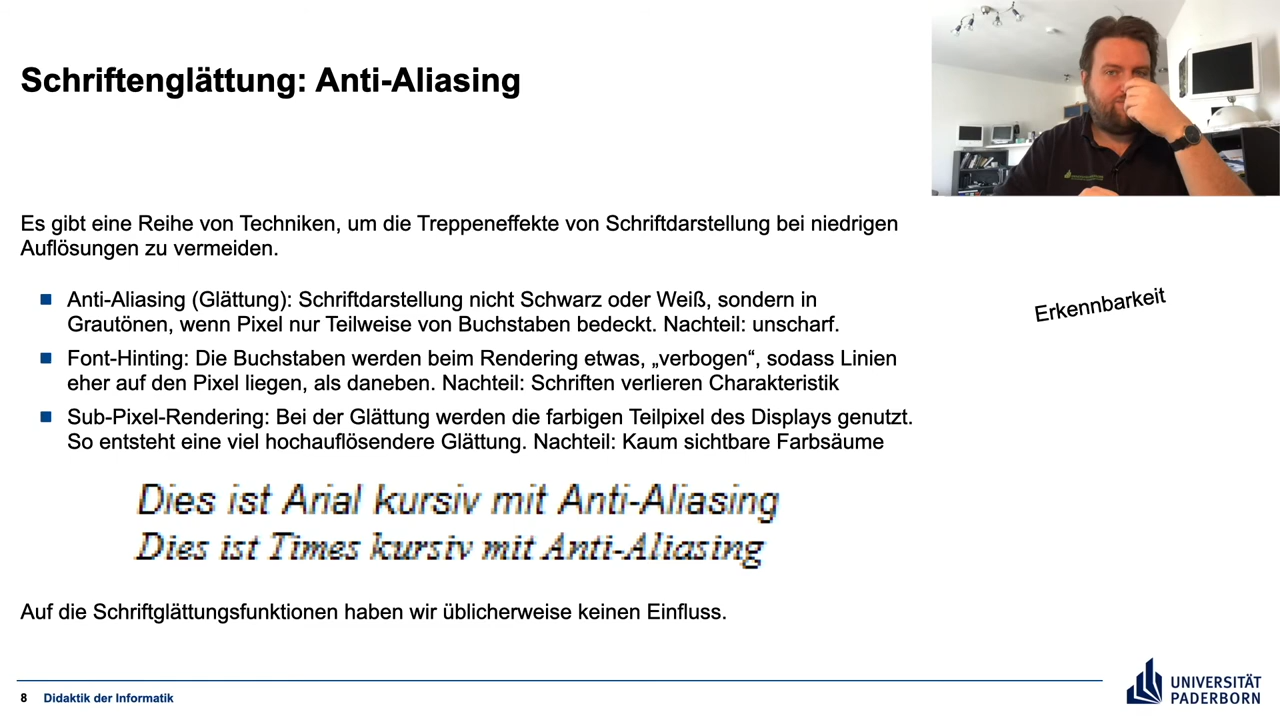 Schriftenglättung: Anti-Aliasing
Es gibt eine Reihe von Techniken, um die Treppeneffekte von Schriftdarstellung bei niedrigen
Auflösungen zu vermeiden.
Anti-Aliasing (Glättung): Schriftdarstellung nicht Schwarz oder Weiß, sondern in
Grautönen, wenn Pixel nur Teilweise von Buchstaben bedeckt. Nachteil: unscharf.
Erkennbarkeit
Font-Hinting: Die Buchstaben werden beim Rendering etwas, „verbogen“, sodass Linien
eher auf den Pixel liegen, als daneben. Nachteil: Schriften verlieren Charakteristik
Sub-Pixel-Rendering: Bei der Glättung werden die farbigen Teilpixel des Displays genutzt.
So entsteht eine viel hochauflösendere Glättung. Nachteil: Kaum sichtbare Farbsäume
Dies ist Arial kursiv mit Anti-Aliasing
Dies ist Times kursiv mit Anti-Aliasing
Auf die Schriftglättungsfunktionen haben wir üblicherweise keinen Einfluss.
8 Didaktik der Informatik
UNIVERSITÄT
PADERBORN